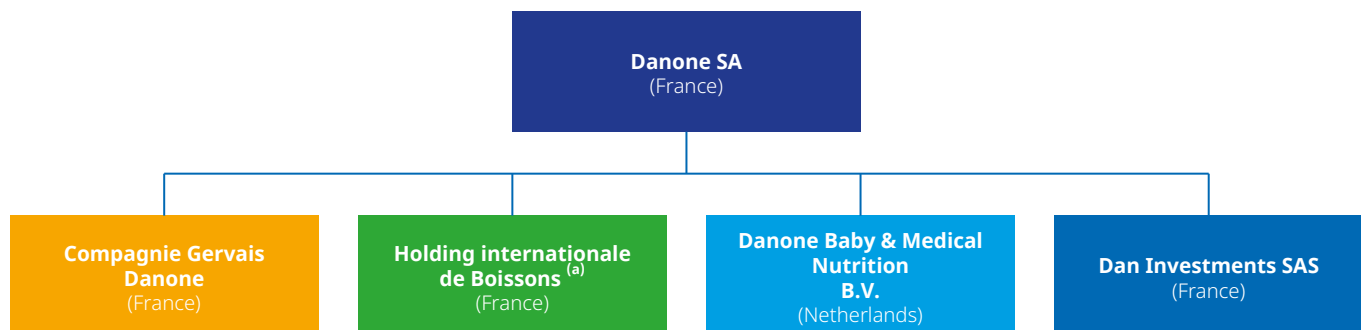 Danone SA
(France)
Compagnie Gervais
Danone
(France)
Holding internationale
de Boissons (a)
(France)
Danone Baby & Medical
Nutrition
B.V.
(Netherlands)
Dan Investments SAS
(France)